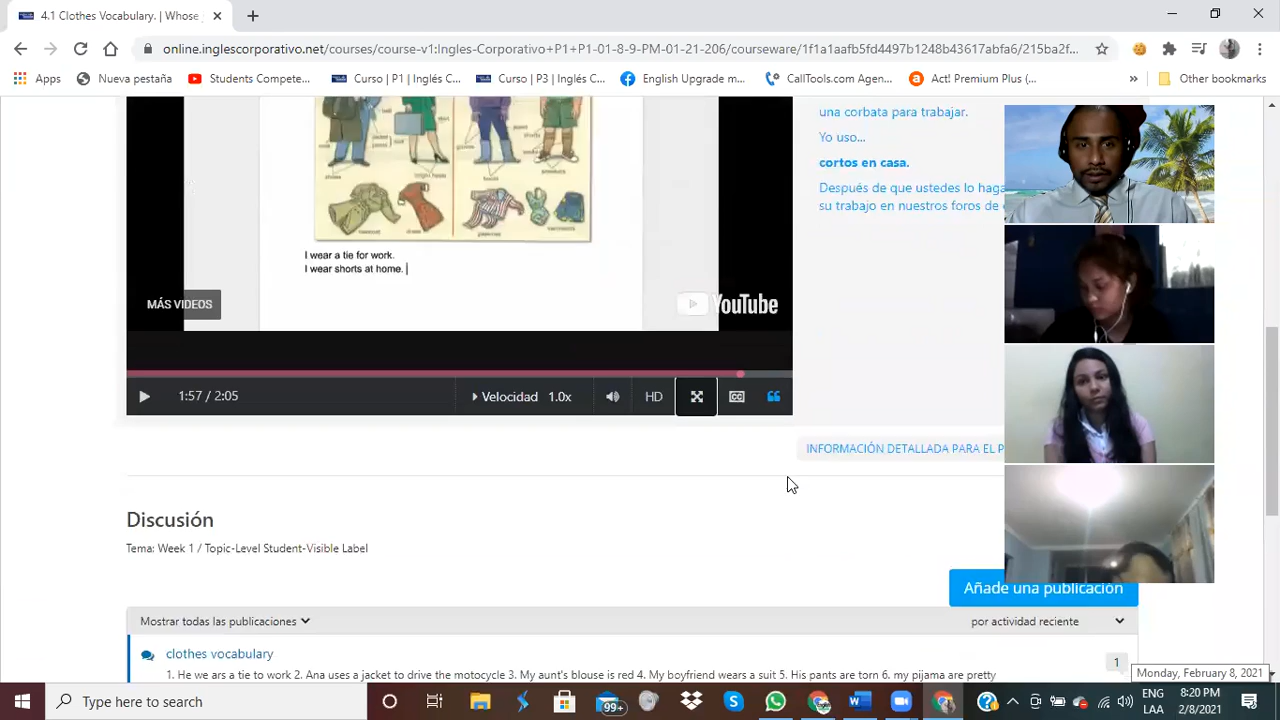 4.1 Clothes Vocabulary. | Whose
online.inglescorporativo.net/courses/course-v1:Ingles-Corporativo+P1+P1-01-8-9-PM-01-21-206/courseware/1f1a1aafb5fd4497b1248b43617abfa6/215ba2f...
Apps Nueva pestaña Students Compete... Curso | P1 | Inglés C... Curso | P3 | Inglés C... English Upgrade m... CallTools.com Agen... Act! Premium Plus (... » Other bookmarks
una corbata para trabajar.
Yo uso...
cortos en casa.
Después de que ustedes lo haga
su trabajo en nuestros foros de
I wear a tie for work.
I wear shorts at home.
MÁS VIDEOS
YouTube
1:57 / 2:05 Velocidad 1.0x HD
INFORMACIÓN DETALLADA PARA EL P
Discusión
Tema: Week 1 / Topic-Level Student-Visible Label
Añade una publicación
Mostrar todas las publicaciones por actividad reciente
clothes vocabulary
1
1. He we ars a tie to work 2. Ana uses a jacket to drive the motocycle 3. My aunt's blouse is red 4. My boyfriend wears a suit 5. His pants are torn 6. my pijama are pretty
Monday, February 8, 2021
Type here to search
99+
ENG
LAA
8:20 PM
2/8/2021